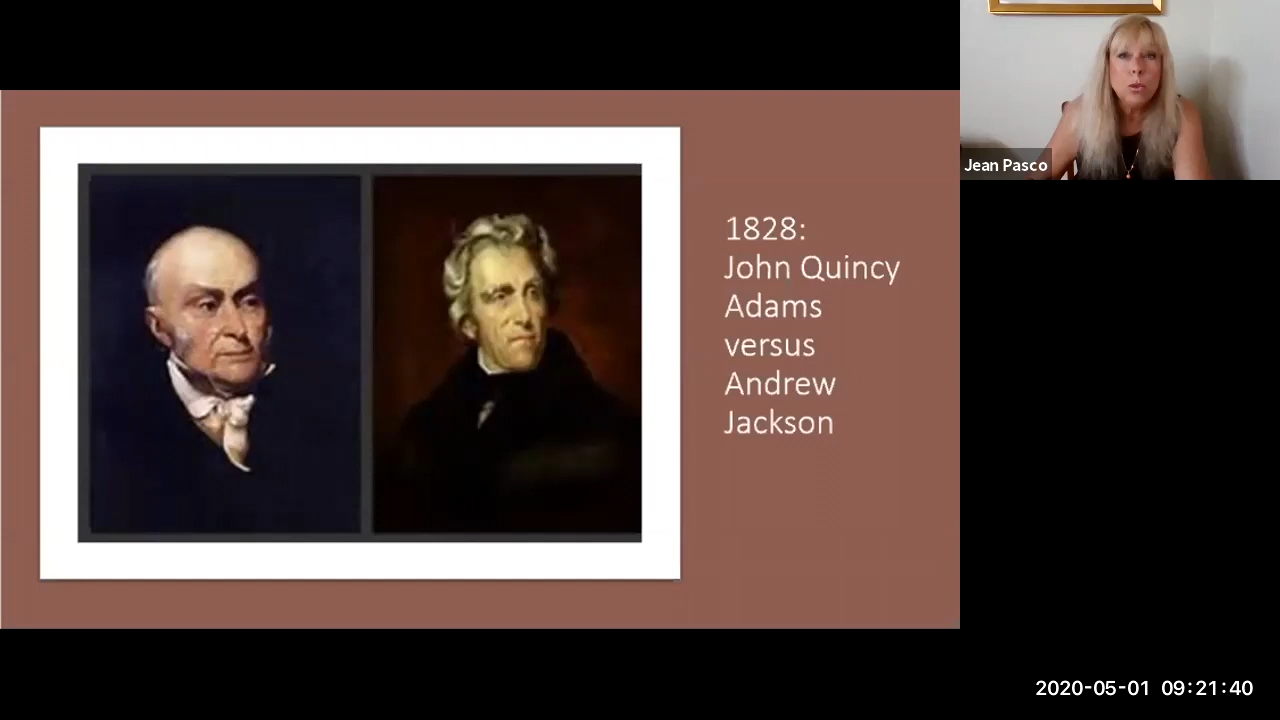 1828:
John Quincy
Adams
versus
Andrew
Jackson
Jean Pasco
2020-05-01 09:21:40